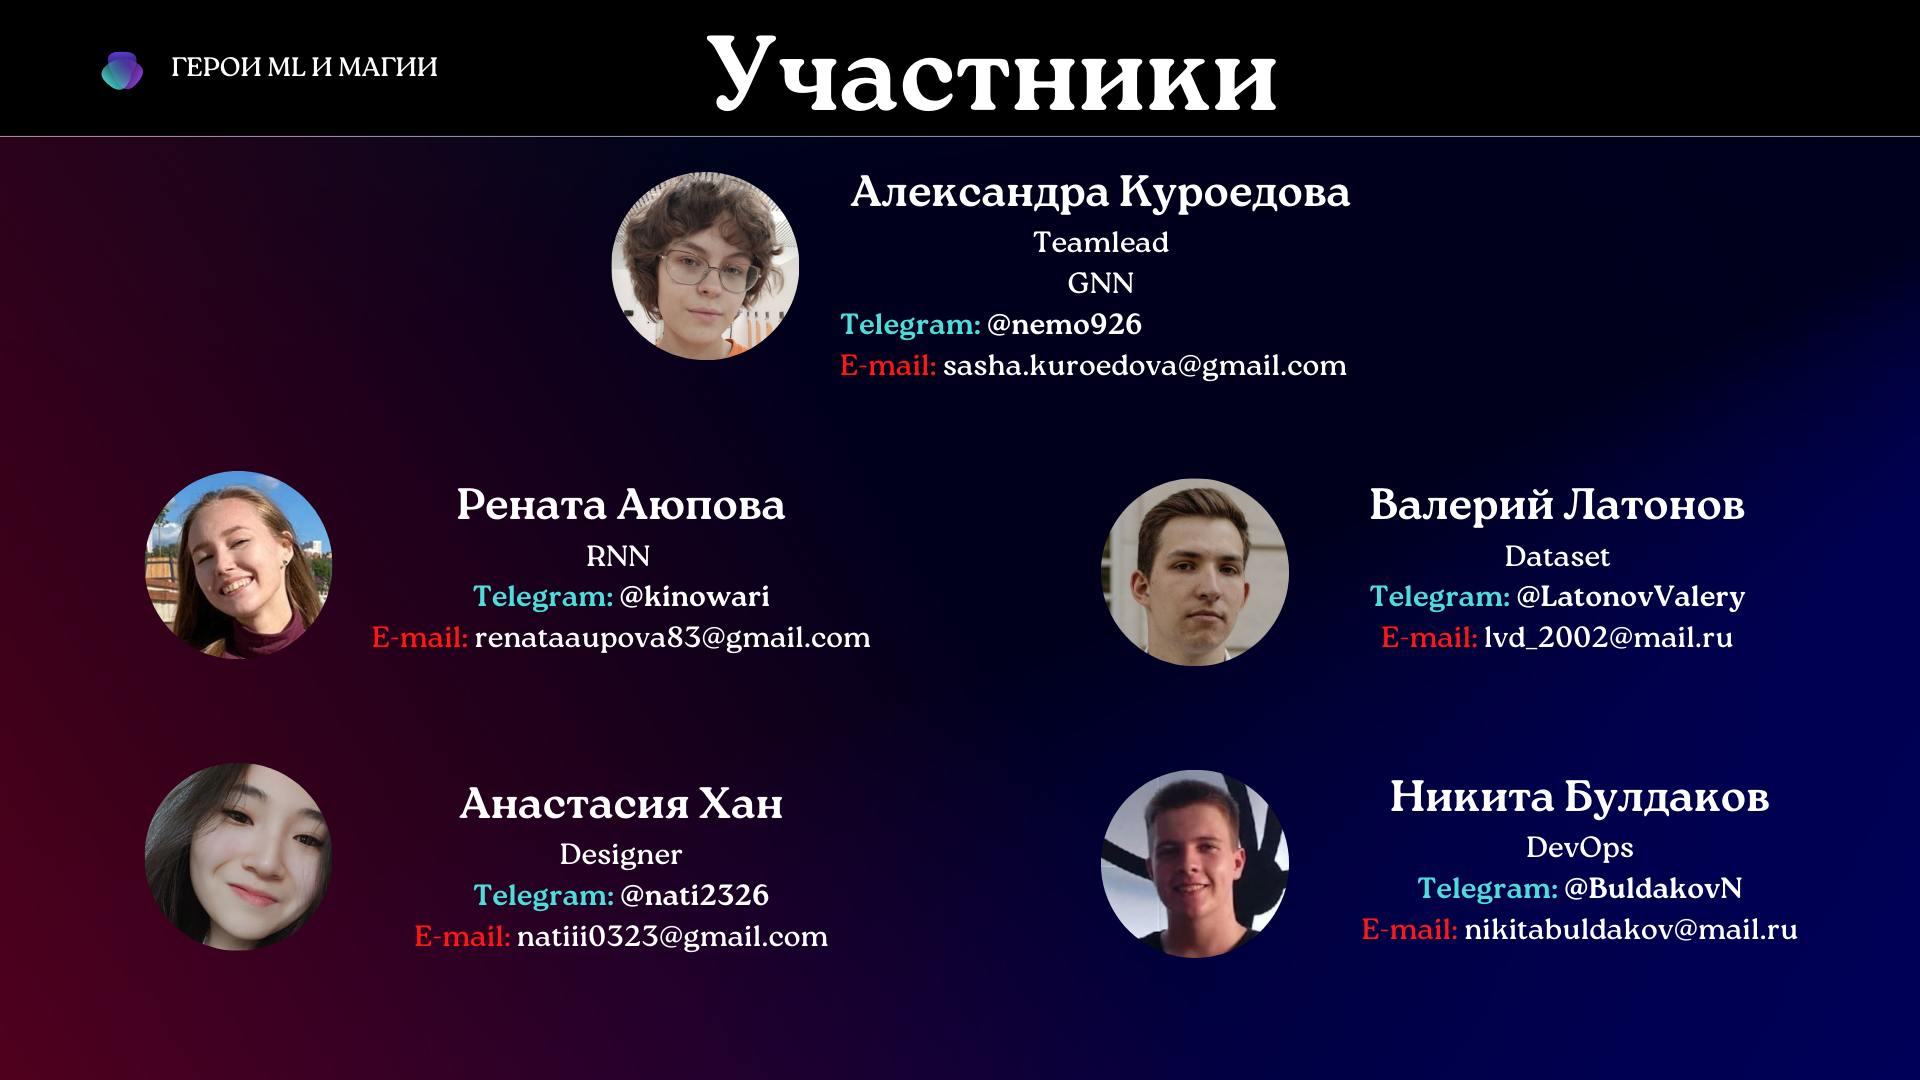 ГЕРОИ ML И МАГИИ
Участники
Александра Куроедова
Teamlead
GNN
Telegram: @nemo926
E-mail: sasha.kuroedova@gmail.com
Рената Аюпова
RNN
Telegram: @kinowari
E-mail: renataaupova83@gmail.com
Валерий Латонов
Dataset
Telegram: @LatonovValery
E-mail: lvd_2002@mail.ru
Анастасия Хан
Designer
Telegram: @nati2326
E-mail: natiii0323@gmail.com
Никита Булдаков
DevOps
Telegram: @BuldakovN
E-mail: nikitabuldakov@mail.ru